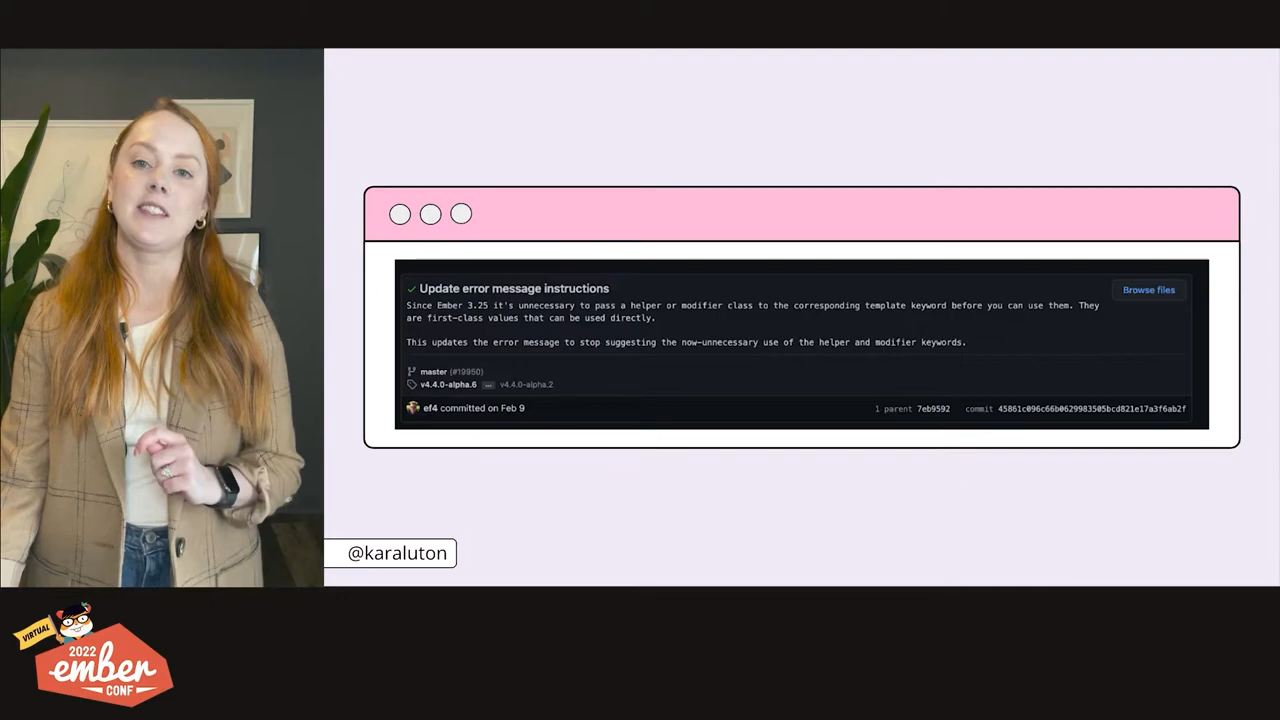 Update error message instructions
Browse files
Since Ember 3.25 it's unnecessary to pass a helper or modifier class to the corresponding template keyword before you can use them. They
are first-class values that can be used directly.
This updates the error message to stop suggesting the now-unnecessary use of the helper and modifier keywords.
master (#19950)
v4.4.0-alpha.6 ... v4.4.0-alpha.2
ef4 committed on Feb 9
1 parent 7eb9592 commit 45861c096c66b0629983505bcd821e17a3f6ab2f
@karaluton
VIRTUAL
2022
ember
CONF